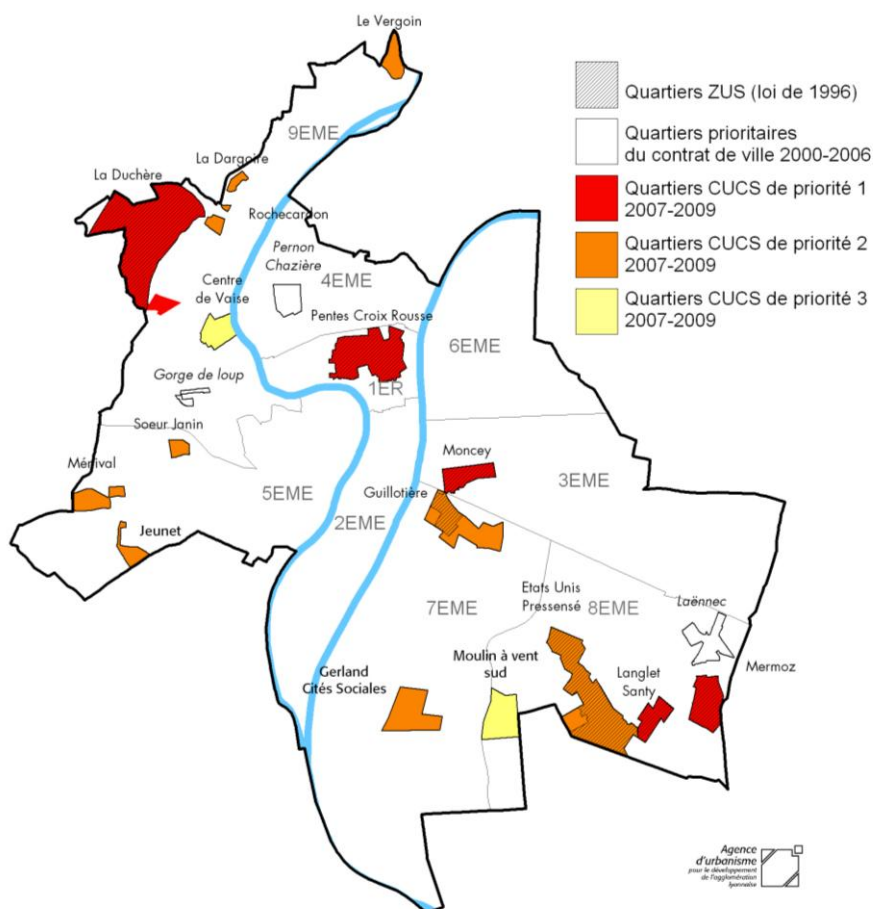 Le Vergoin
Quartiers ZUS (loi de 1996)
Quartiers prioritaires
du contrat de ville 2000-2006
Quartiers CUCS de priorité 1
2007-2009
Quartiers CUCS de priorité 2
2007-2009
Quartiers CUCS de priorité 3
2007-2009
9EME
La Dargoire
La Duchère
Rochecardon
Pernon
Chazière
4EME
Centre
de Vaise
Pentes Croix Rousse
6EME
Gorge de loup
1ER
Soeur Janin
Moncey
Ménival
3EME
5EME
Guillotière
2EME
Jeunet
Etats Unis
Pressensé
7EME
8EME
Laënnec
Moulin à vent
sud
Gerland
Cités Sociales
Langlet
Santy
Mermoz
Agence
d'urbanisme
pour le développement
de l'agglomération
lyonnaise